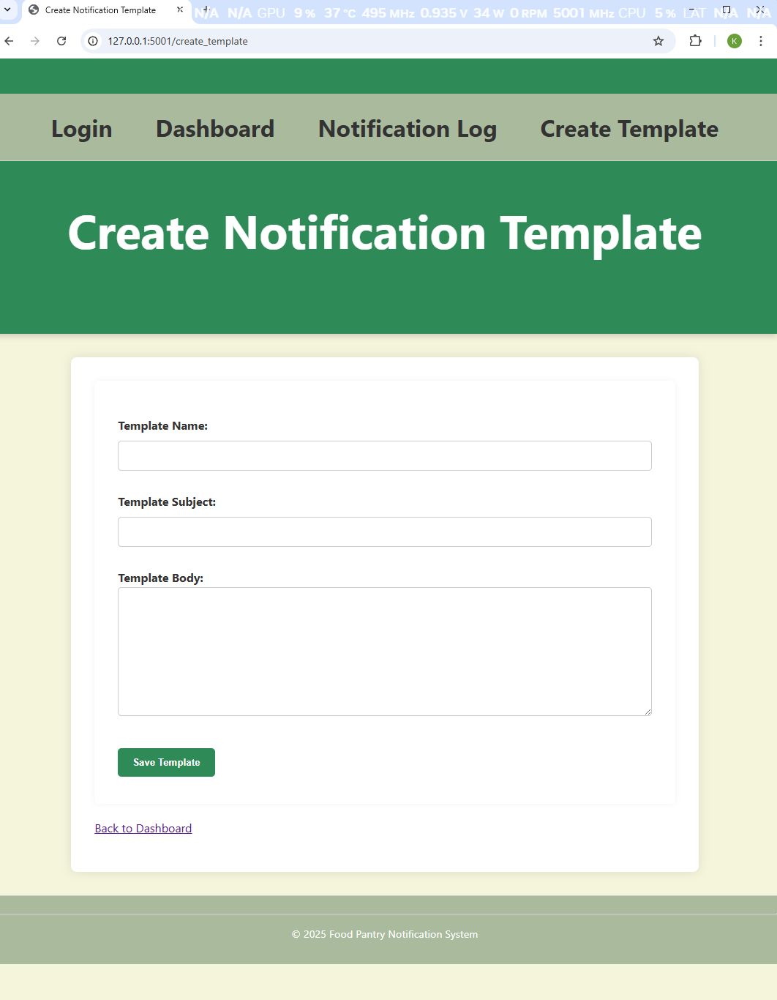 Create Notification Template
N/A N/A GPU 9 % 37 °C 495 MHz 0.935 V 34 W 0 RPM 5001 MHz CPU 5 % LAT N/A N/A
127.0.0.1:5001/create_template
K
Login Dashboard Notification Log Create Template
Create Notification Template
Template Name:
Template Subject:
Template Body:
Save Template
Back to Dashboard
© 2025 Food Pantry Notification System